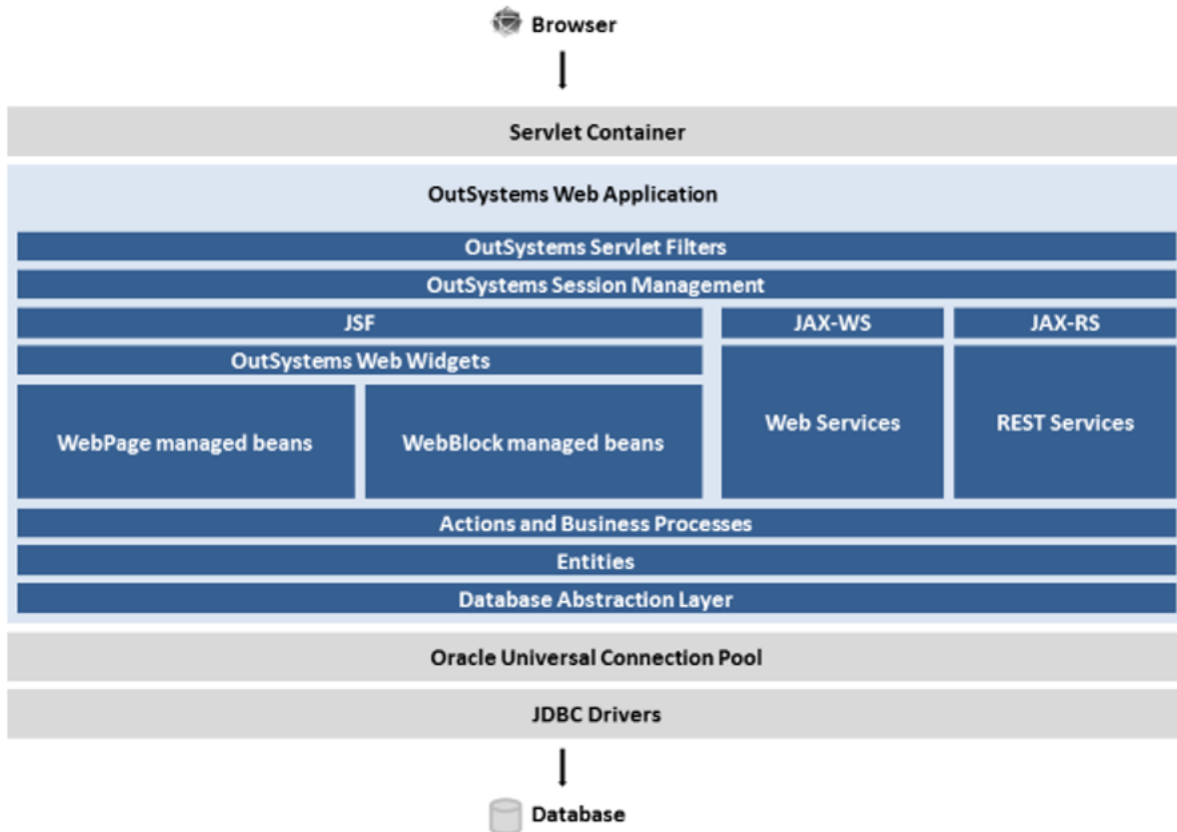 Browser
Servlet Container
OutSystems Web Application
OutSystems Servlet Filters
OutSystems Session Management
JSF
JAX-WS
JAX-RS
OutSystems Web Widgets
WebPage managed beans
WebBlock managed beans
Web Services
REST Services
Actions and Business Processes
Entities
Database Abstraction Layer
Oracle Universal Connection Pool
JDBC Drivers
Database